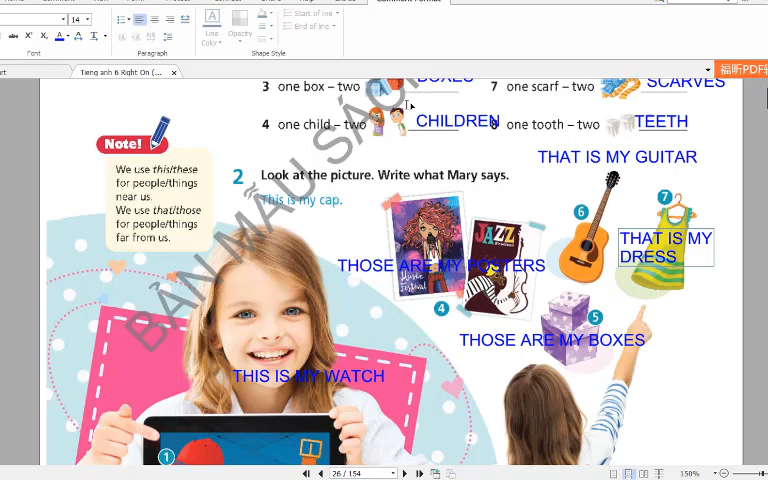 Comment Format
14
Start of line
End of line
Line
Color
Opacity
Font
Paragraph
Shape Style
Tieng anh 6 Right On (...
福昕PDF
3 one box – two BOXES
7 one scarf – two SCARVES
4 one child – two CHILDREN
8 one tooth – two TEETH
Note!
We use this/these
for people/things
near us.
We use that/those
for people/things
far from us.
2 Look at the picture. Write what Mary says.
This is my cap.
BẢN MẪU SÁCH
THAT IS MY GUITAR
6
7
THAT IS MY
DRESS
JAZZ
Music
Festival
THOSE ARE MY POSTERS
4
5
THOSE ARE MY BOXES
THIS IS MY WATCH
1
26 / 154
150%